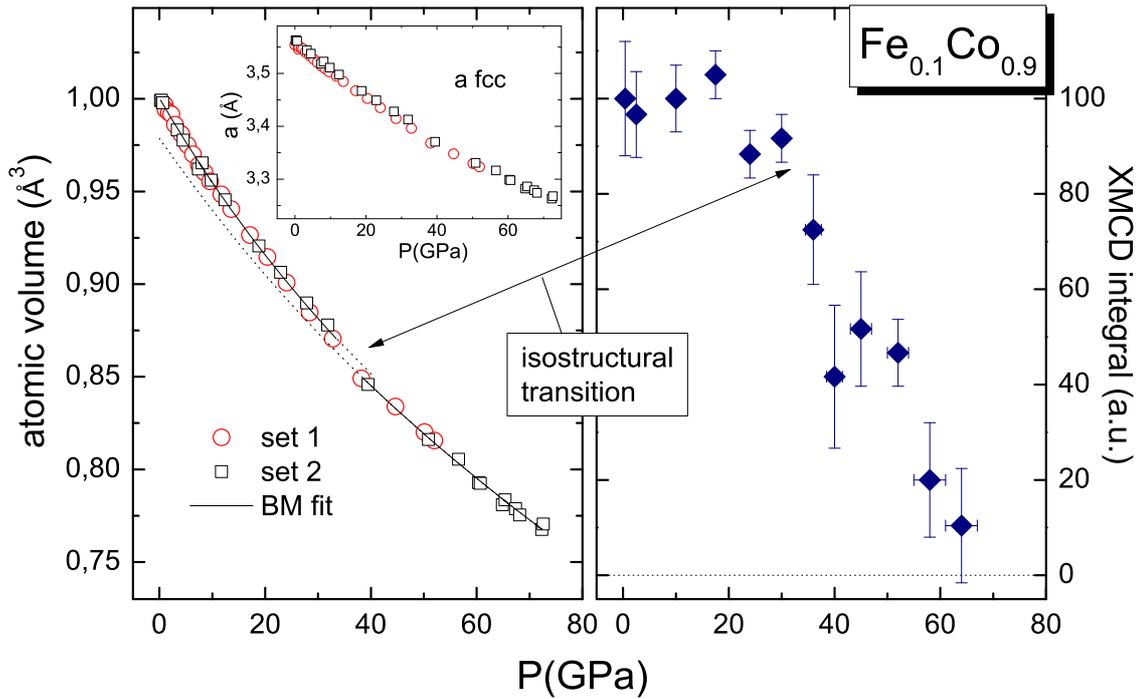 Fe0.1Co0.9
atomic volume (Å3)
1,00
0,95
0,90
0,85
0,80
0,75
0 20 40 60 80
a (Å)
3,5
3,4
3,3
0 20 40 60
P(GPa)
a fcc
set 1
set 2
BM fit
isostructural
transition
XMCD integral (a.u.)
100
80
60
40
20
0
0 20 40 60 80
P(GPa)